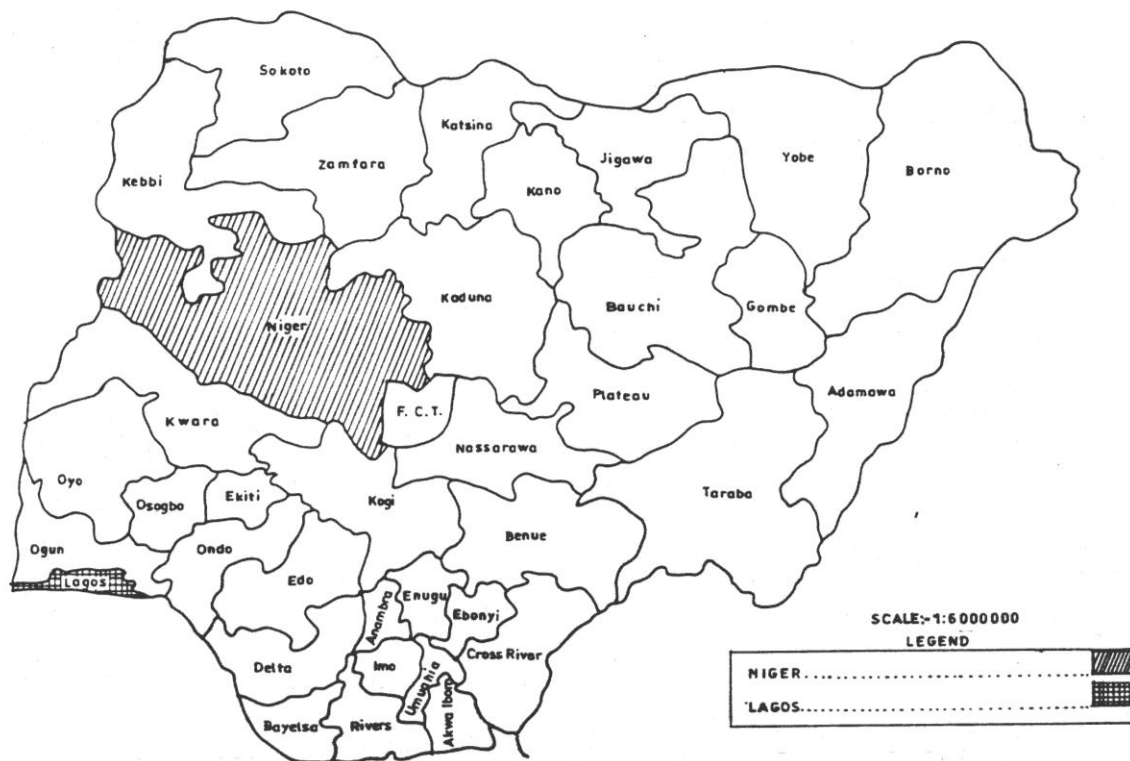 Sokoto
Katsina
Zamfara
Jigawa
Yobe
Borno
Kebbi
Kano
Kaduna
Bauchi
Gombe
Niger
Plateau
Adamawa
F. C. T.
Kwara
Nassarawa
Oyo
Osogbo
Ekiti
Kogi
Taraba
Benue
Ogun
Ondo
Lagos
Edo
Anambra
Enugu
Ebonyi
Delta
Imo
Umuahia
Cross River
Bayelsa
Rivers
Akwa Ibom
SCALE:-1:6000000
LEGEND
NIGER...........................
LAGOS...........................